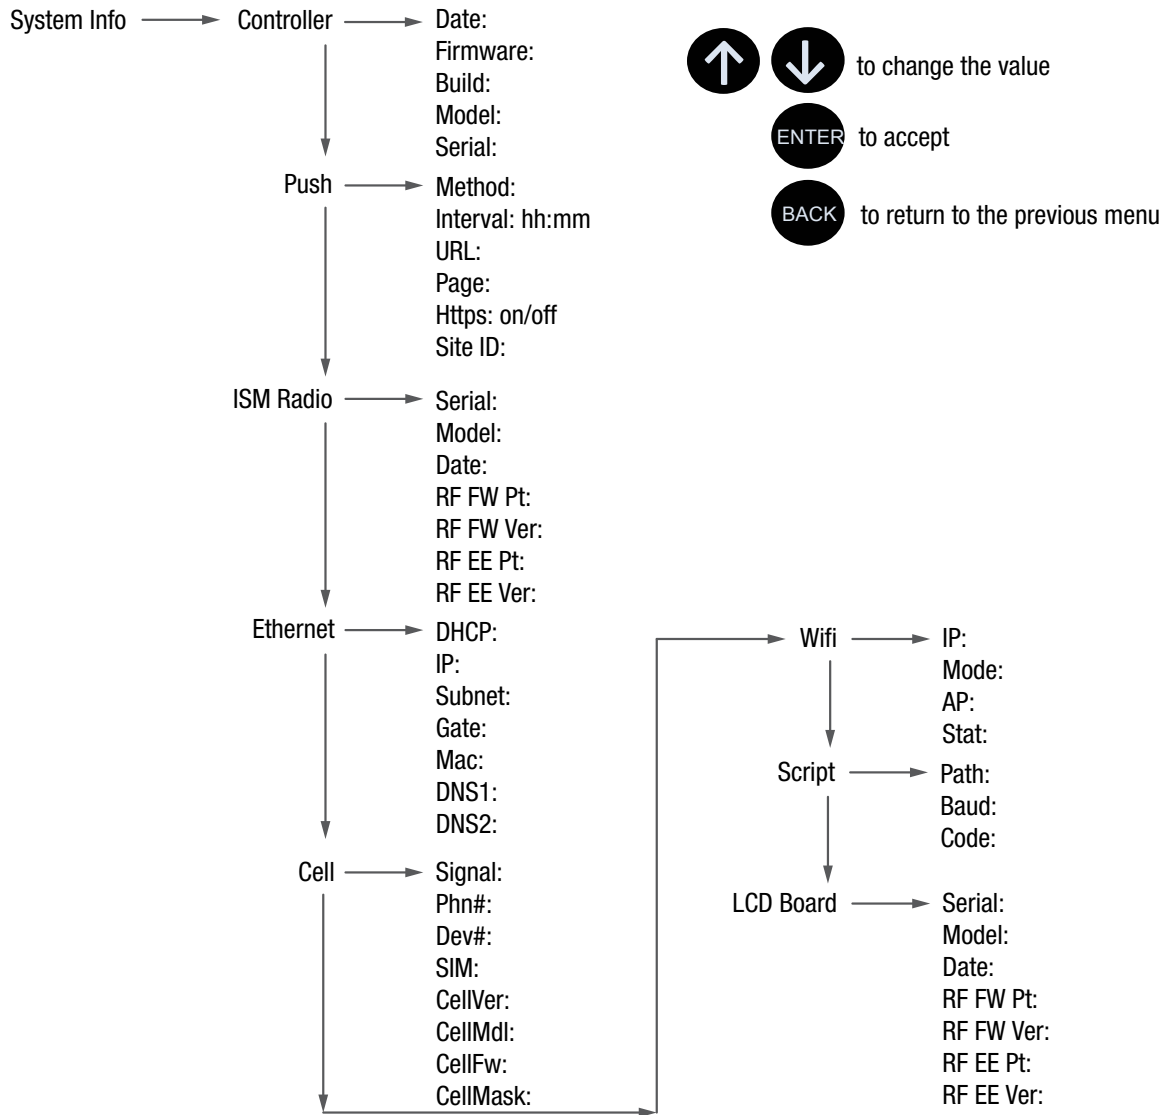 System Info
Controller
Date:
Firmware:
Build:
Model:
Serial:
Push
Method:
Interval: hh:mm
URL:
Page:
Https: on/off
Site ID:
ISM Radio
Serial:
Model:
Date:
RF FW Pt:
RF FW Ver:
RF EE Pt:
RF EE Ver:
Ethernet
DHCP:
IP:
Subnet:
Gate:
Mac:
DNS1:
DNS2:
Cell
Signal:
Phn#:
Dev#:
SIM:
CellVer:
CellMdl:
CellFw:
CellMask:
Wifi
IP:
Mode:
AP:
Stat:
Script
Path:
Baud:
Code:
LCD Board
Serial:
Model:
Date:
RF FW Pt:
RF FW Ver:
RF EE Pt:
RF EE Ver:
to change the value
ENTER to accept
BACK to return to the previous menu